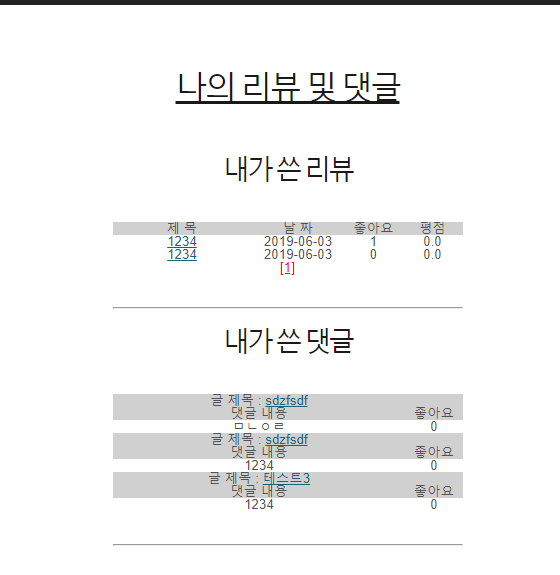 나의 리뷰 및 댓글
내가 쓴 리뷰
제 목 날 짜 좋아요 평점
1234 2019-06-03 1 0.0
1234 2019-06-03 0 0.0
[1]
내가 쓴 댓글
글 제목 : sdzfsdf
댓글 내용 좋아요
ㅁㄴㅇㄹ 0
글 제목 : sdzfsdf
댓글 내용 좋아요
1234 0
글 제목 : 테스트3
댓글 내용 좋아요
1234 0